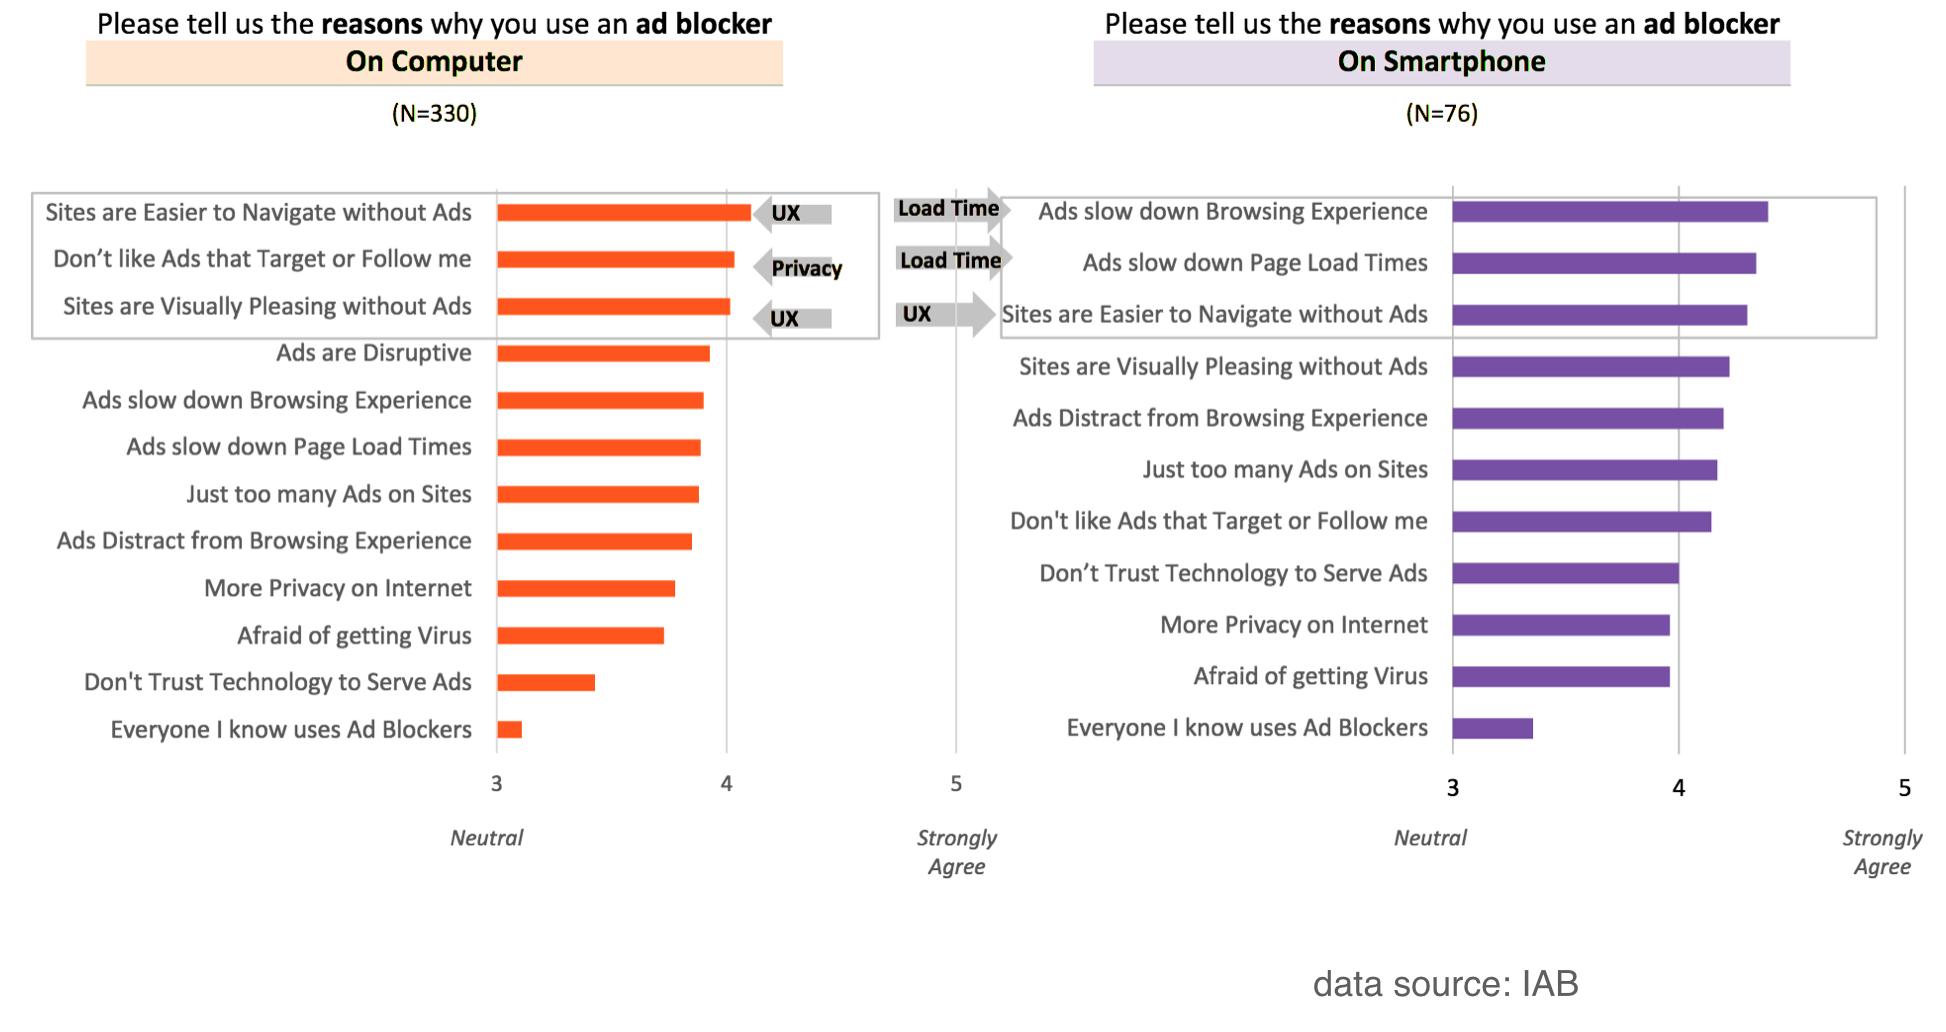 Please tell us the reasons why you use an ad blocker
On Computer
(N=330)
Sites are Easier to Navigate without Ads
UX
Don’t like Ads that Target or Follow me
Privacy
Sites are Visually Pleasing without Ads
UX
Ads are Disruptive
Ads slow down Browsing Experience
Ads slow down Page Load Times
Just too many Ads on Sites
Ads Distract from Browsing Experience
More Privacy on Internet
Afraid of getting Virus
Don't Trust Technology to Serve Ads
Everyone I know uses Ad Blockers
3
4
5
Neutral
Strongly
Agree
Please tell us the reasons why you use an ad blocker
On Smartphone
(N=76)
Load Time
Ads slow down Browsing Experience
Load Time
Ads slow down Page Load Times
UX
Sites are Easier to Navigate without Ads
Sites are Visually Pleasing without Ads
Ads Distract from Browsing Experience
Just too many Ads on Sites
Don't like Ads that Target or Follow me
Don’t Trust Technology to Serve Ads
More Privacy on Internet
Afraid of getting Virus
Everyone I know uses Ad Blockers
3
4
5
Neutral
Strongly
Agree
data source: IAB